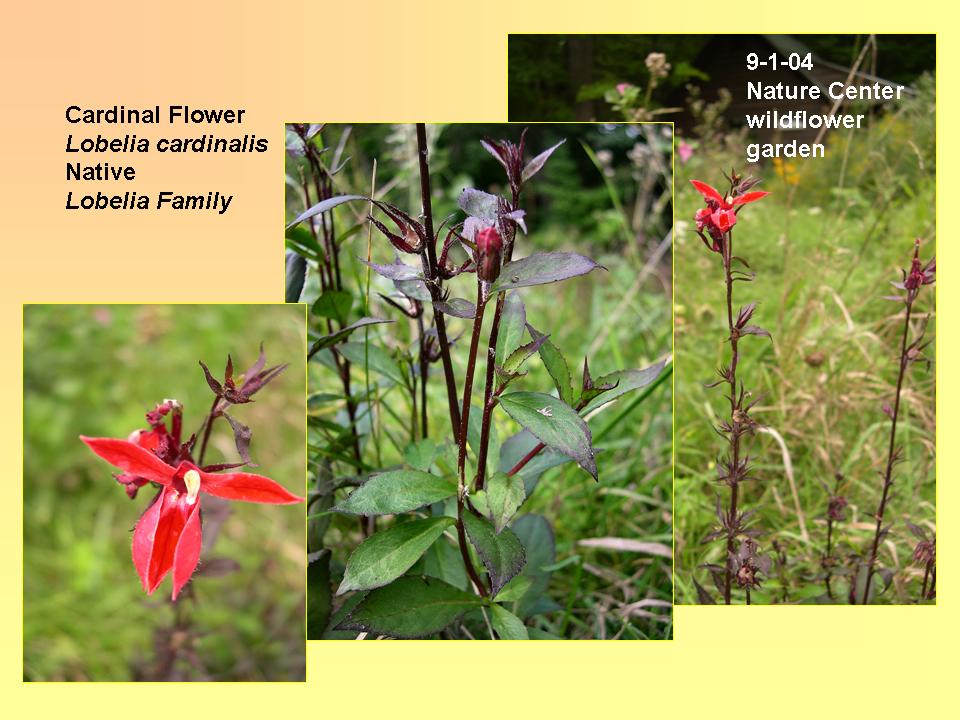 Cardinal Flower
Lobelia cardinalis
Native
Lobelia Family
9-1-04
Nature Center
wildflower
garden